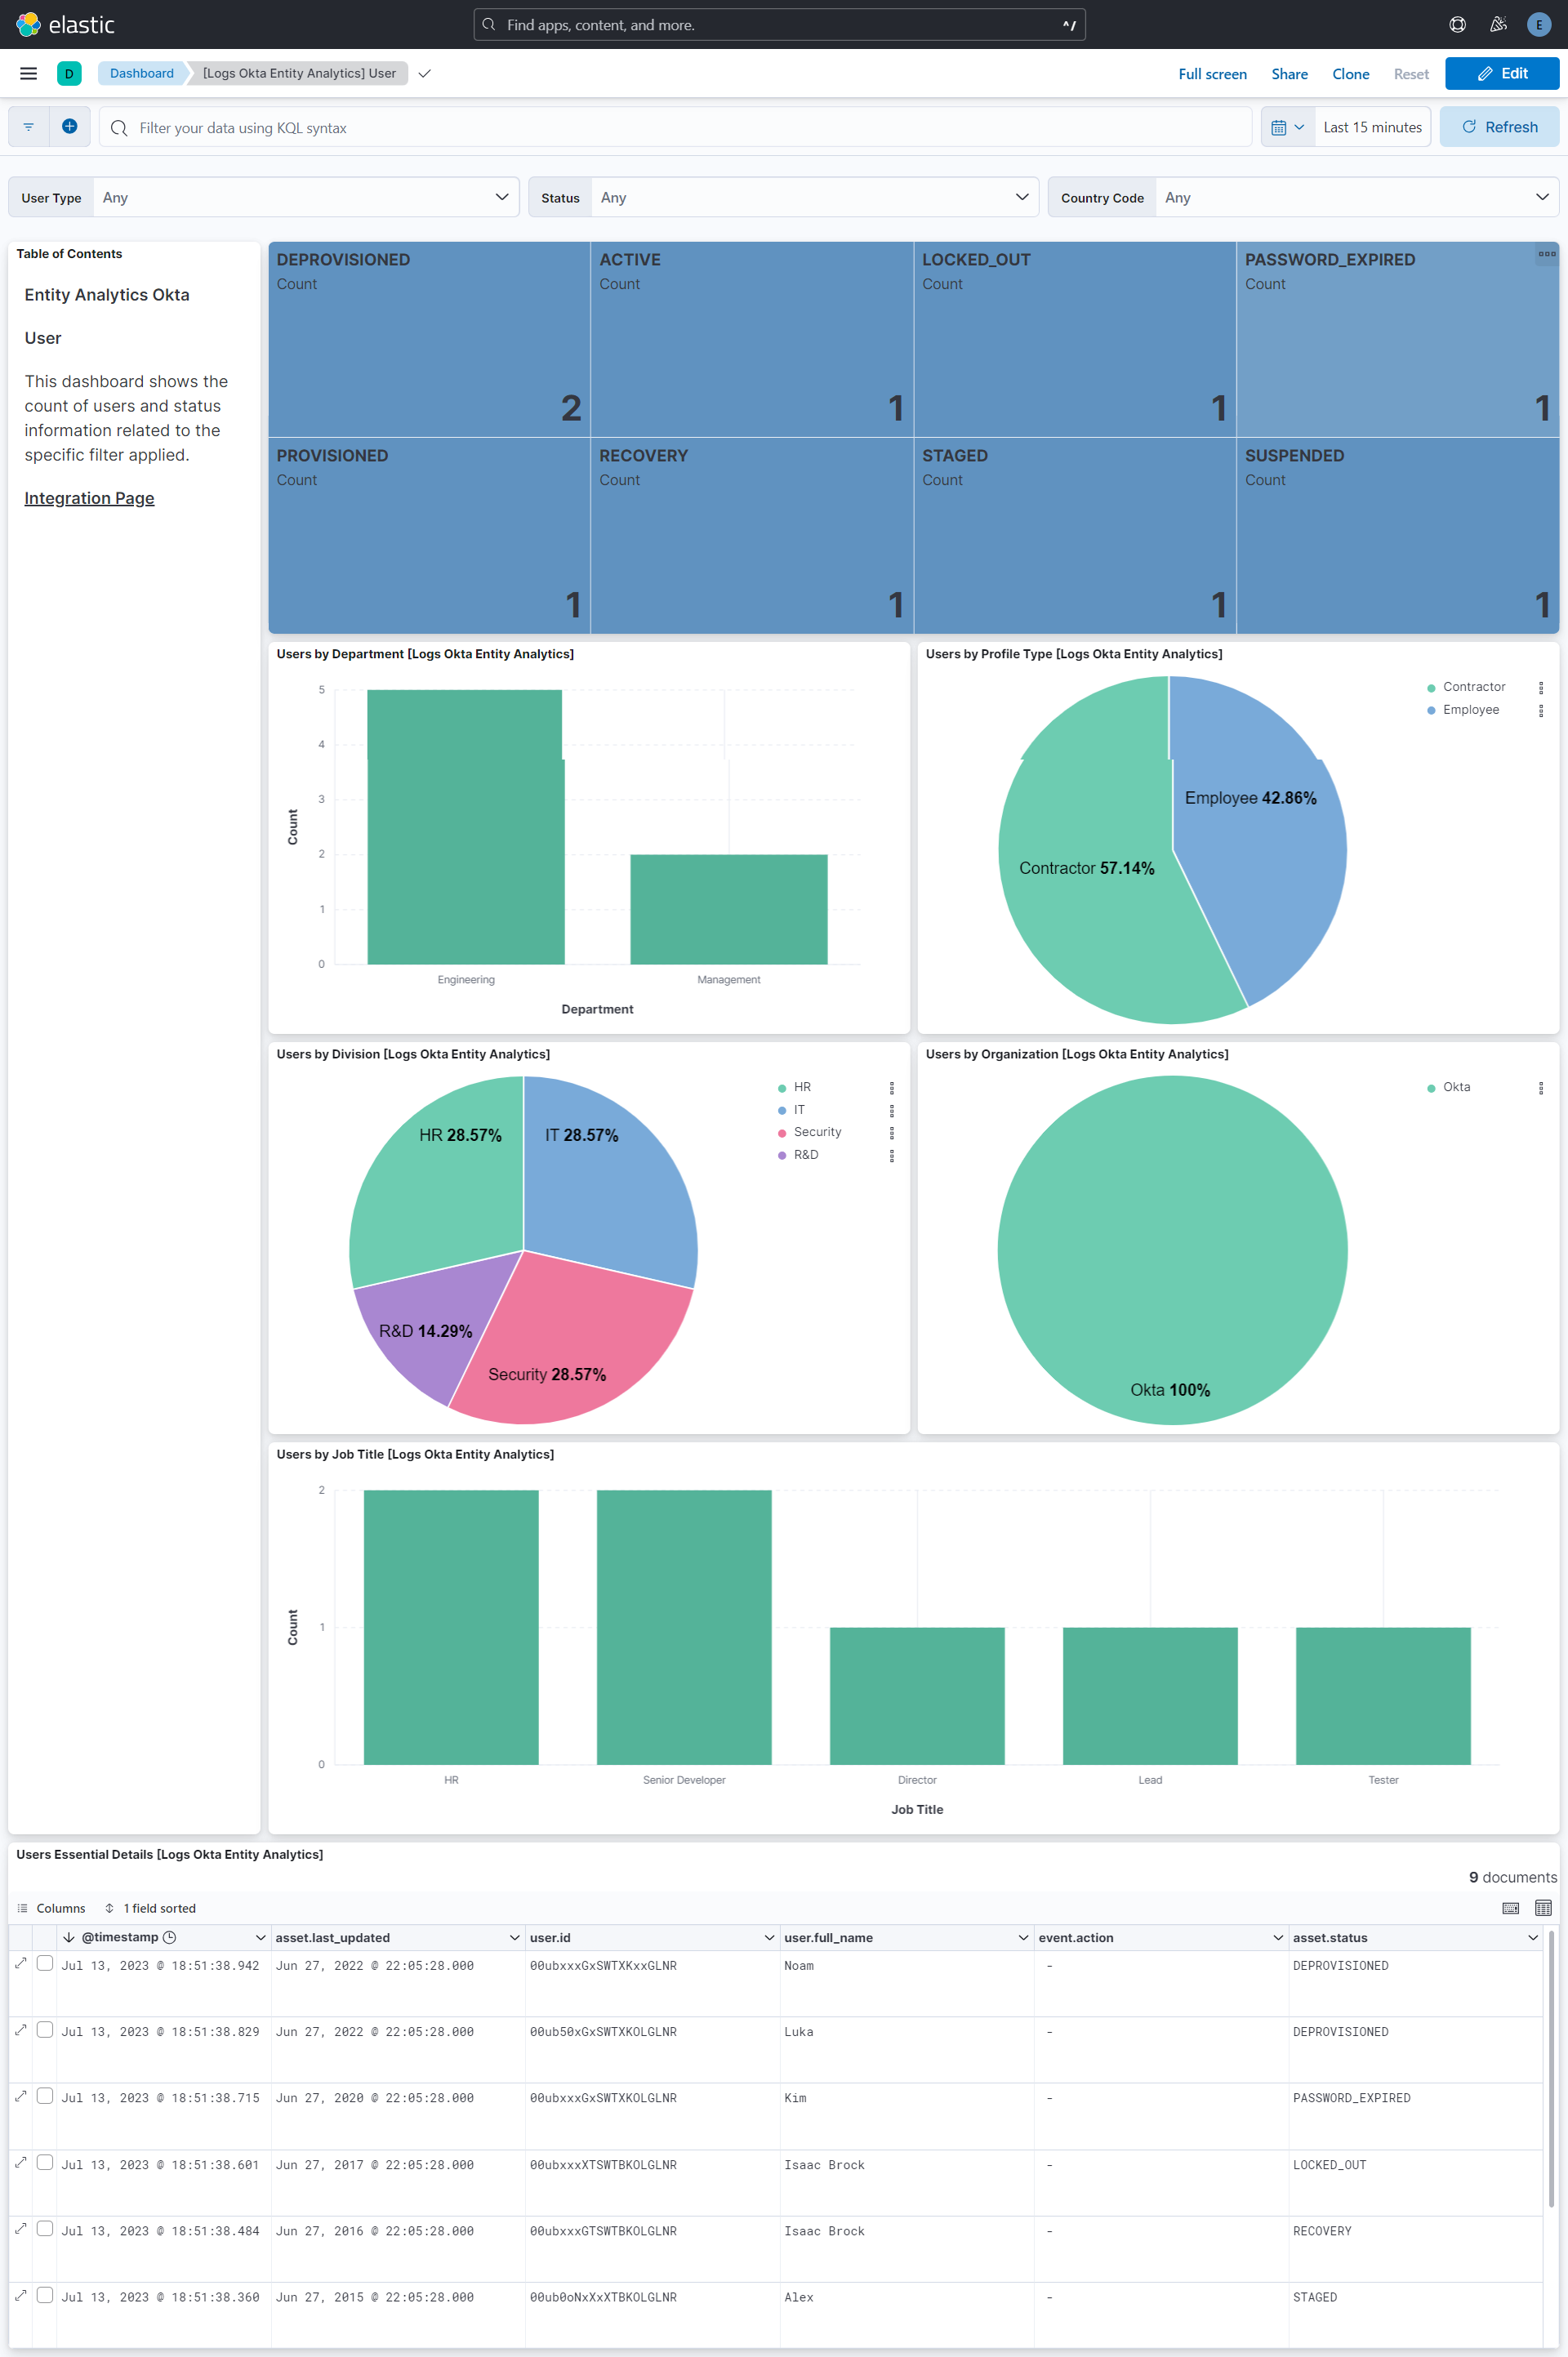 elastic
Find apps, content, and more.
^/
E
D
Dashboard
[Logs Okta Entity Analytics] User
Full screen
Share
Clone
Reset
Edit
Filter your data using KQL syntax
Last 15 minutes
Refresh
User Type
Any
Status
Any
Country Code
Any
Table of Contents
Entity Analytics Okta
User
This dashboard shows the
count of users and status
information related to the
specific filter applied.
Integration Page
DEPROVISIONED
Count
2
ACTIVE
Count
1
LOCKED_OUT
Count
1
PASSWORD_EXPIRED
Count
1
PROVISIONED
Count
1
RECOVERY
Count
1
STAGED
Count
1
SUSPENDED
Count
1
Users by Department [Logs Okta Entity Analytics]
5
4
3
2
1
0
Count
Engineering
Management
Department
Users by Profile Type [Logs Okta Entity Analytics]
Contractor
Employee
Employee 42.86%
Contractor 57.14%
Users by Division [Logs Okta Entity Analytics]
HR
IT
Security
R&D
HR 28.57%
IT 28.57%
R&D 14.29%
Security 28.57%
Users by Organization [Logs Okta Entity Analytics]
Okta
Okta 100%
Users by Job Title [Logs Okta Entity Analytics]
2
1
0
Count
HR
Senior Developer
Director
Lead
Tester
Job Title
Users Essential Details [Logs Okta Entity Analytics]
9 documents
Columns
1 field sorted
@timestamp asset.last_updated user.id user.full_name event.action asset.status
Jul 13, 2023 @ 18:51:38.942 Jun 27, 2022 @ 22:05:28.000 00ubxxxGxSWTXKxxGLNR Noam - DEPROVISIONED
Jul 13, 2023 @ 18:51:38.829 Jun 27, 2022 @ 22:05:28.000 00ub50xGxSWTXKOLGLNR Luka - DEPROVISIONED
Jul 13, 2023 @ 18:51:38.715 Jun 27, 2020 @ 22:05:28.000 00ubxxxGxSWTXKOLGLNR Kim - PASSWORD_EXPIRED
Jul 13, 2023 @ 18:51:38.601 Jun 27, 2017 @ 22:05:28.000 00ubxxxXTSWTBKOLGLNR Isaac Brock - LOCKED_OUT
Jul 13, 2023 @ 18:51:38.484 Jun 27, 2016 @ 22:05:28.000 00ubxxxGTSWTBKOLGLNR Isaac Brock - RECOVERY
Jul 13, 2023 @ 18:51:38.360 Jun 27, 2015 @ 22:05:28.000 00ub0oNxXxXTBKOLGLNR Alex - STAGED